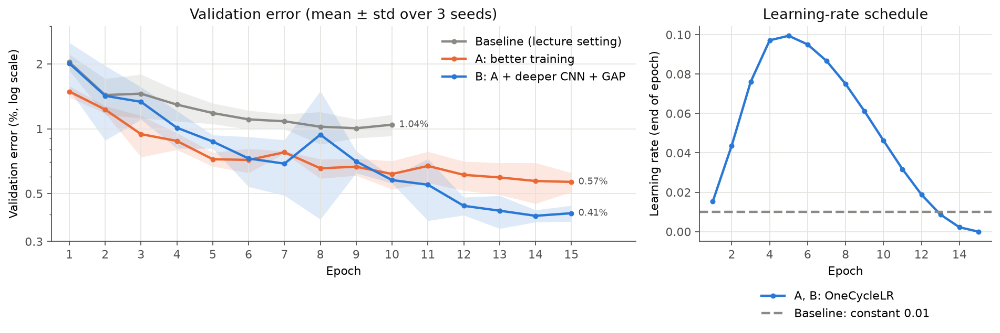 Validation error (mean ± std over 3 seeds)
Validation error (%, log scale)
2
1
0.5
0.3
Baseline (lecture setting)
A: better training
B: A + deeper CNN + GAP
1.04%
0.57%
0.41%
1 2 3 4 5 6 7 8 9 10 11 12 13 14 15
Epoch
Learning-rate schedule
Learning rate (end of epoch)
0.10
0.08
0.06
0.04
0.02
0.00
2 4 6 8 10 12 14
Epoch
A, B: OneCycleLR
Baseline: constant 0.01